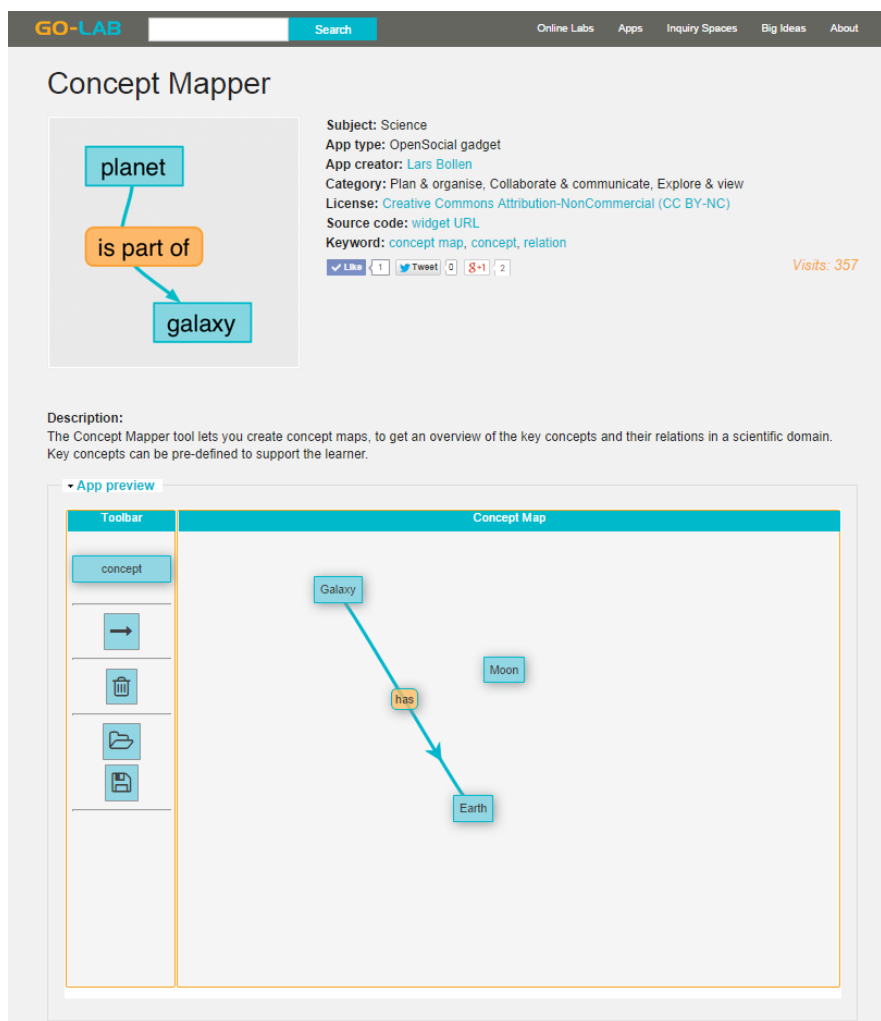 GO-LAB Search Online Labs Apps Inquiry Spaces Big Ideas About
Concept Mapper
planet
is part of
galaxy
Subject: Science
App type: OpenSocial gadget
App creator: Lars Bollen
Category: Plan & organise, Collaborate & communicate, Explore & view
License: Creative Commons Attribution-NonCommercial (CC BY-NC)
Source code: widget URL
Keyword: concept map, concept, relation
Like 1 Tweet 0 g+1 2
Visits: 357
Description:
The Concept Mapper tool lets you create concept maps, to get an overview of the key concepts and their relations in a scientific domain.
Key concepts can be pre-defined to support the learner.
App preview
Toolbar
Concept Map
concept
Galaxy
Moon
has
Earth